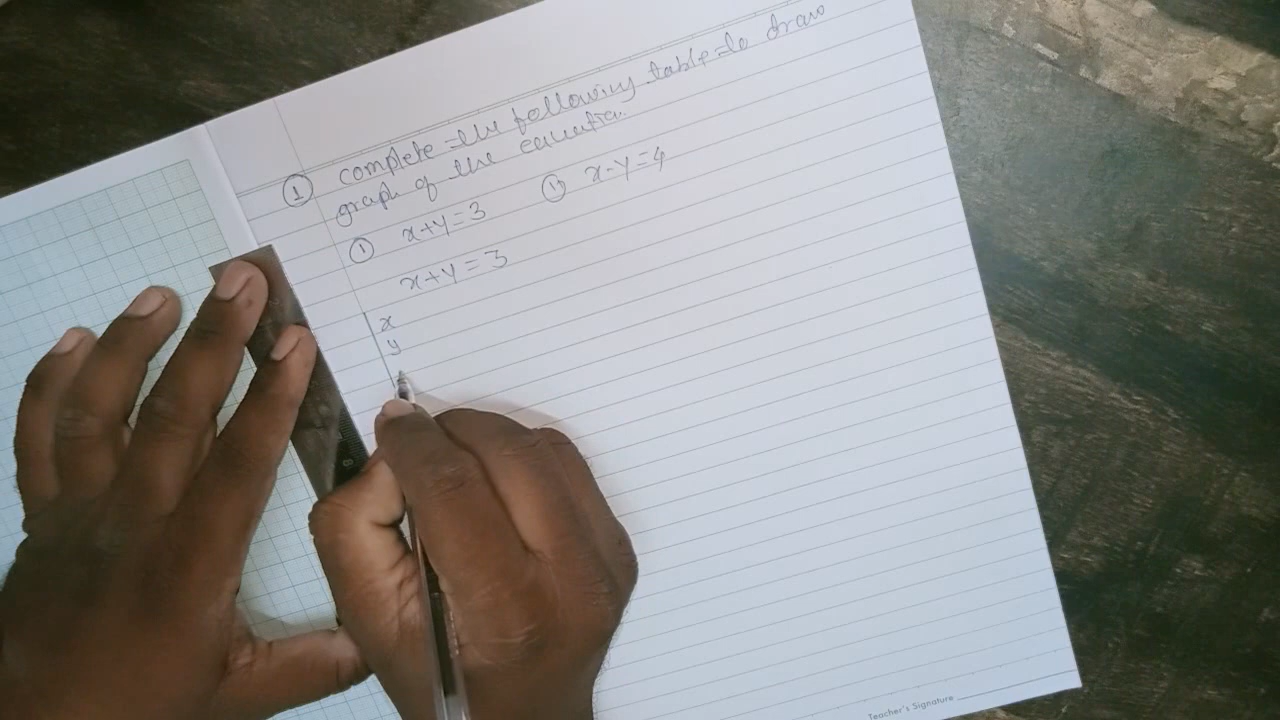 ① complete the following table to draw
graph of the equation.
① x+y=3 ⑪ x-y=4
x+y=3
x
y
Teacher's Signature